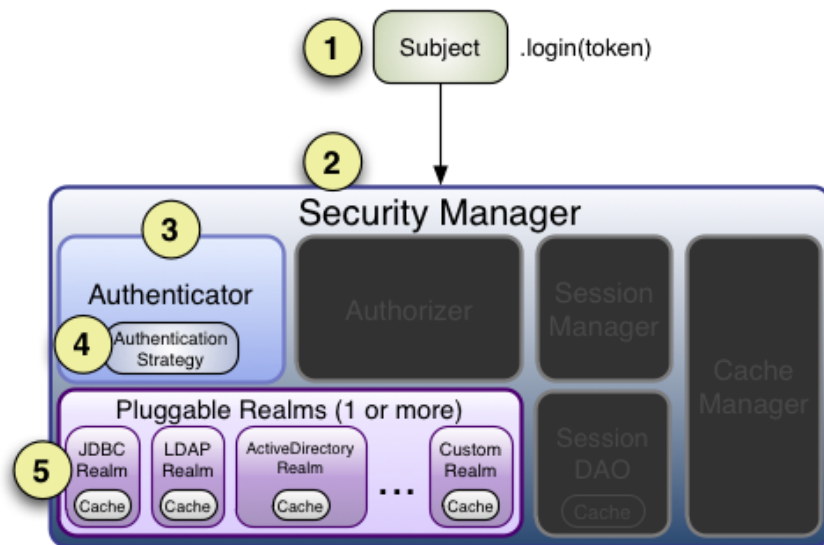 1
Subject
.login(token)
2
Security Manager
3
Authenticator
4
Authentication
Strategy
Authorizer
Session
Manager
Cache
Manager
Pluggable Realms (1 or more)
5
JDBC
Realm
Cache
LDAP
Realm
Cache
ActiveDirectory
Realm
Cache
...
Custom
Realm
Cache
Session
DAO
Cache